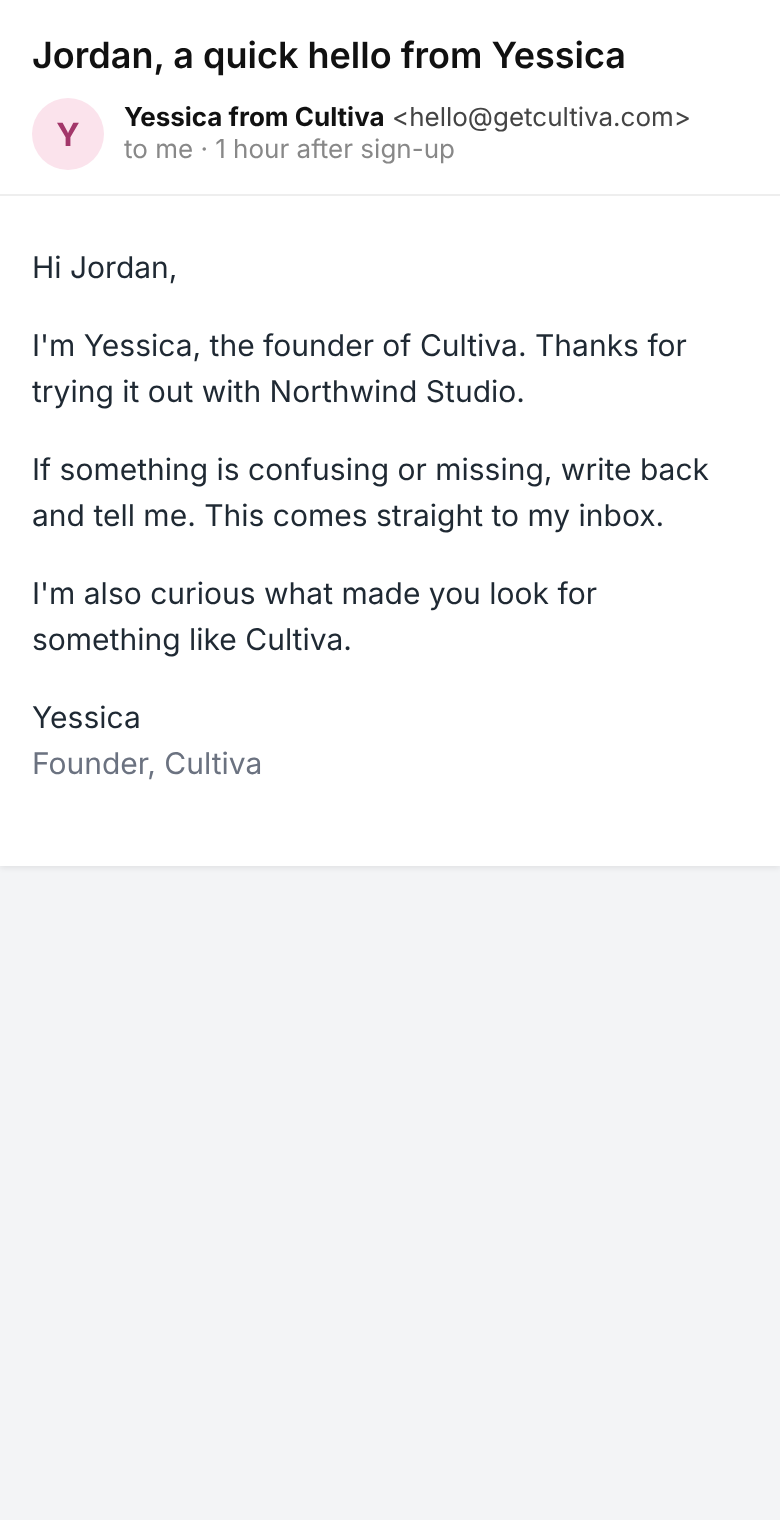 Jordan, a quick hello from Yessica
Y
Yessica from Cultiva <hello@getcultiva.com>
to me · 1 hour after sign-up
Hi Jordan,
I'm Yessica, the founder of Cultiva. Thanks for
trying it out with Northwind Studio.
If something is confusing or missing, write back
and tell me. This comes straight to my inbox.
I'm also curious what made you look for
something like Cultiva.
Yessica
Founder, Cultiva